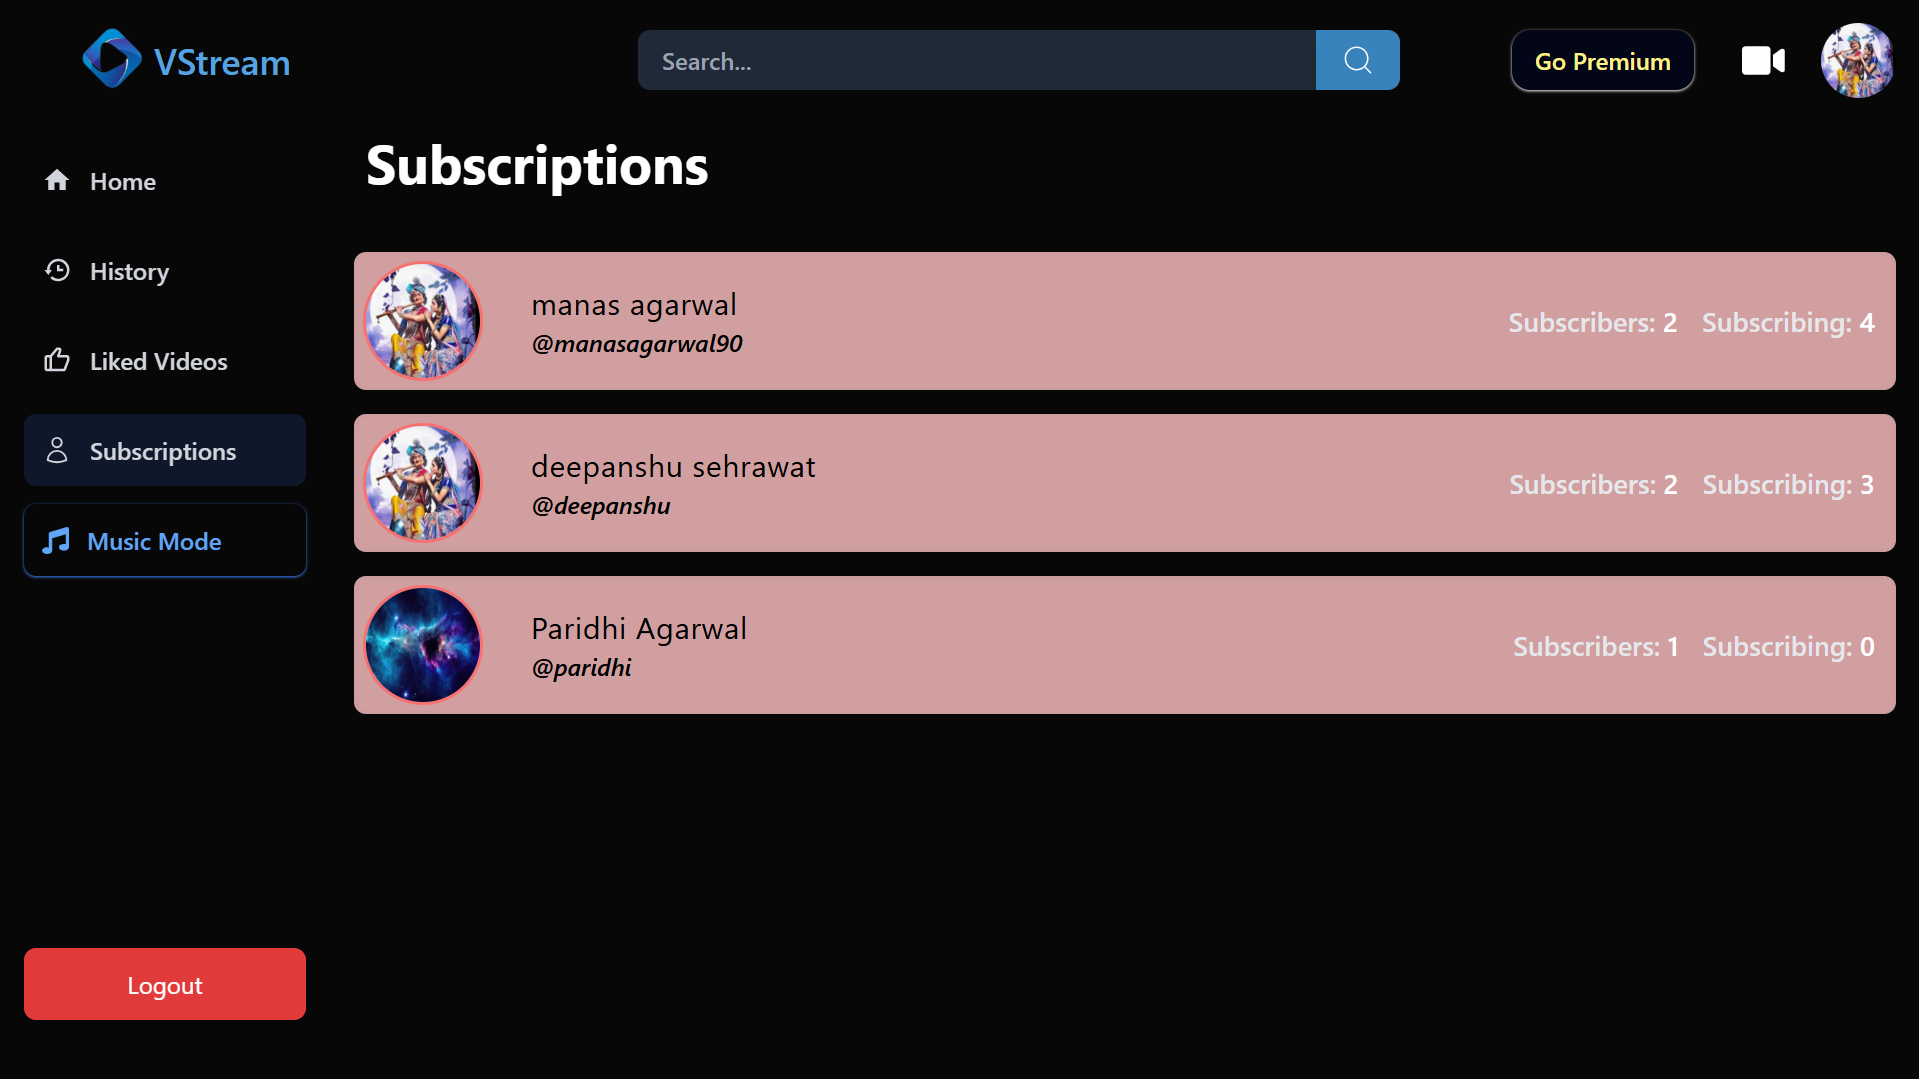 VStream
Search...
Go Premium
Home
History
Liked Videos
Subscriptions
Music Mode
Logout
Subscriptions
manas agarwal
@manasagarwal90
Subscribers: 2 Subscribing: 4
deepanshu sehrawat
@deepanshu
Subscribers: 2 Subscribing: 3
Paridhi Agarwal
@paridhi
Subscribers: 1 Subscribing: 0